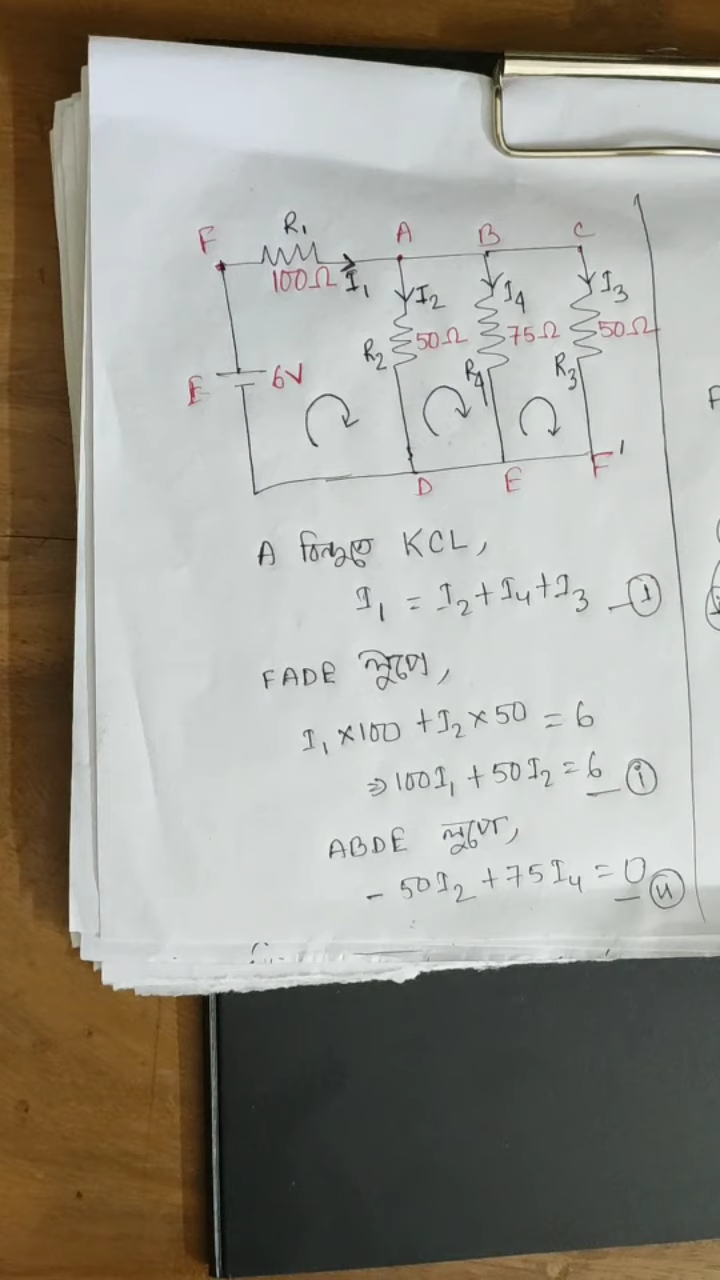 R₁
F
A
B
C
100Ω I₁
I₂
I₄
I₃
R₂
50Ω
75Ω
50Ω
R₄
R₃
E
6V
D
E
F'
A বিন্দুতে KCL,
I₁ = I₂ + I₄ + I₃
FADE লুপে,
I₁ × 100 + I₂ × 50 = 6
⇒ 100I₁ + 50I₂ = 6 — (i)
ABDE লুপে,
- 50I₂ + 75I₄ = 0 — (ii)